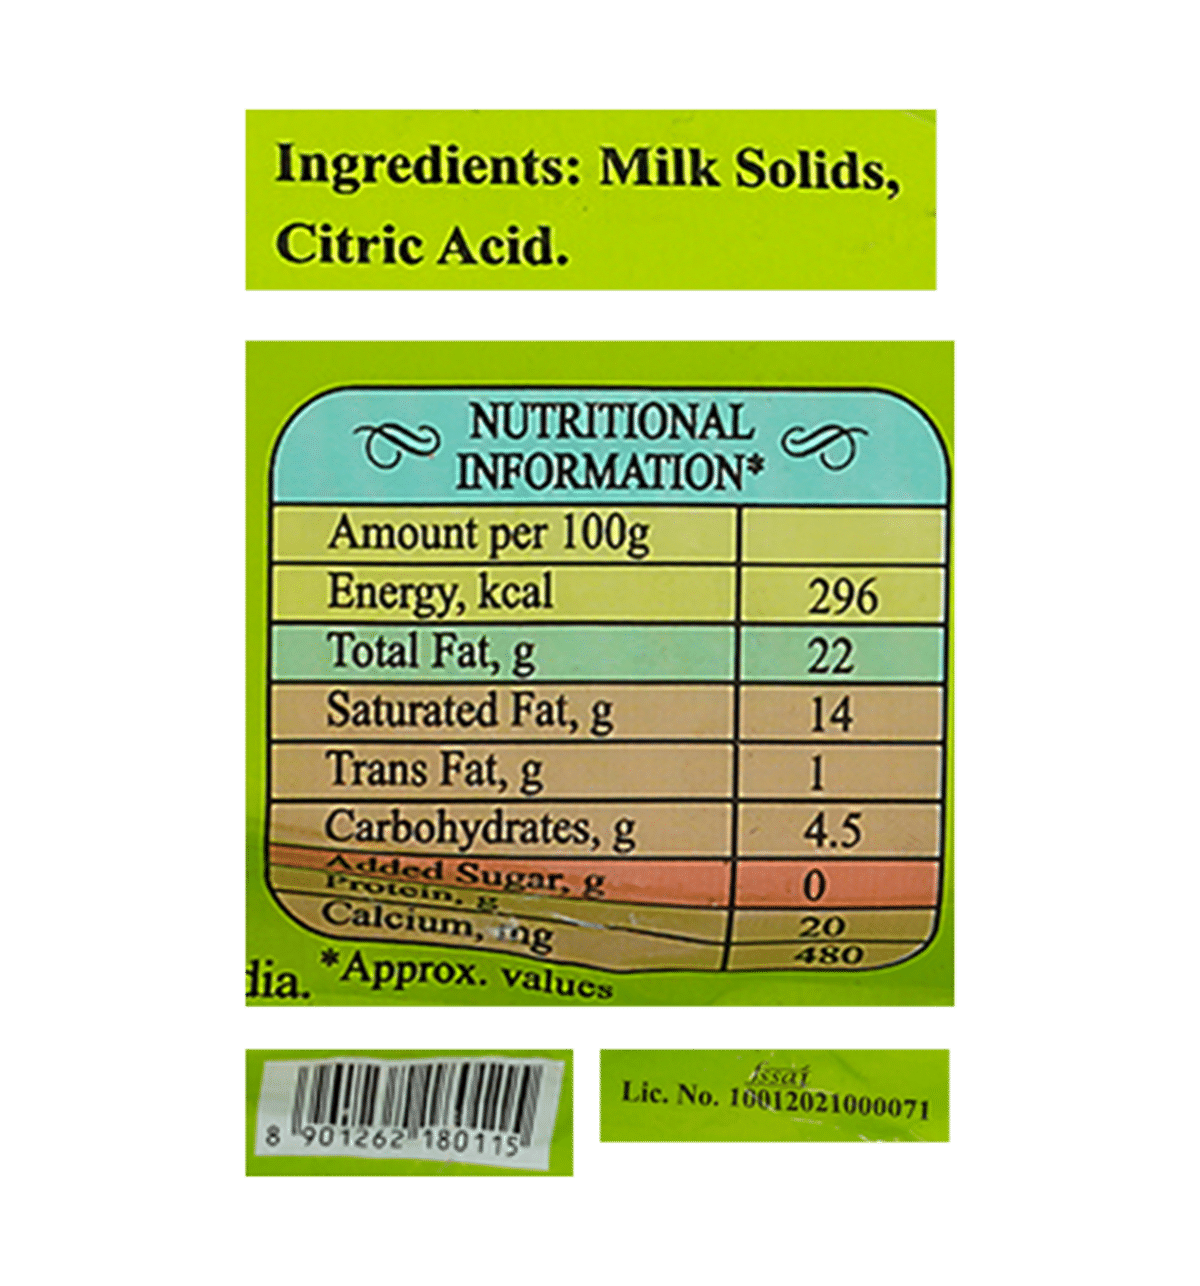 Ingredients: Milk Solids,
Citric Acid.
NUTRITIONAL
INFORMATION*
Amount per 100g
Energy, kcal 296
Total Fat, g 22
Saturated Fat, g 14
Trans Fat, g 1
Carbohydrates, g 4.5
Added Sugar, g 0
Protein, g 20
Calcium, mg 480
dia. *Approx. values
8 901262 180115
fssai
Lic. No. 10012021000071